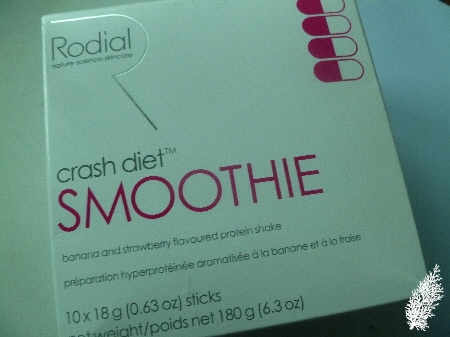 Rodial
nature·science·skincare
crash diet™
SMOOTHIE
banana and strawberry flavoured protein shake
préparation hyperprotéinée aromatisée à la banane et à la fraise
10 x 18 g (0.63 oz) sticks
net weight/poids net 180 g (6.3 oz)